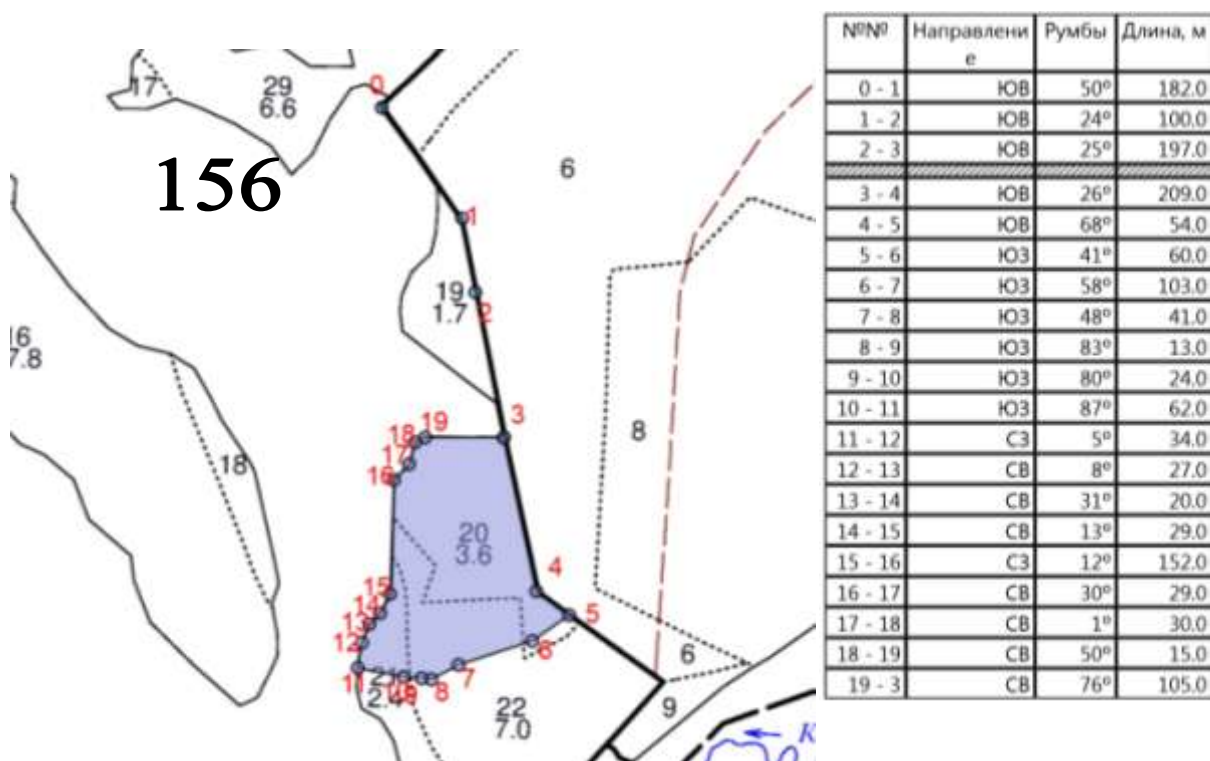 0
17
29
6.6
156
6
1
19
1.7
2
16
7.8
3
19
18
17
16
8
18
20
3.6
4
15
14
13
12
5
6
6
11
21
2.4
9
8
7
22
7.0
9
К
№№ Направлени
е Румбы Длина, м
0 - 1 ЮВ 50° 182.0
1 - 2 ЮВ 24° 100.0
2 - 3 ЮВ 25° 197.0
3 - 4 ЮВ 26° 209.0
4 - 5 ЮВ 68° 54.0
5 - 6 ЮЗ 41° 60.0
6 - 7 ЮЗ 58° 103.0
7 - 8 ЮЗ 48° 41.0
8 - 9 ЮЗ 83° 13.0
9 - 10 ЮЗ 80° 24.0
10 - 11 ЮЗ 87° 62.0
11 - 12 СЗ 5° 34.0
12 - 13 СВ 8° 27.0
13 - 14 СВ 31° 20.0
14 - 15 СВ 13° 29.0
15 - 16 СЗ 12° 152.0
16 - 17 СВ 30° 29.0
17 - 18 СВ 1° 30.0
18 - 19 СВ 50° 15.0
19 - 3 СВ 76° 105.0